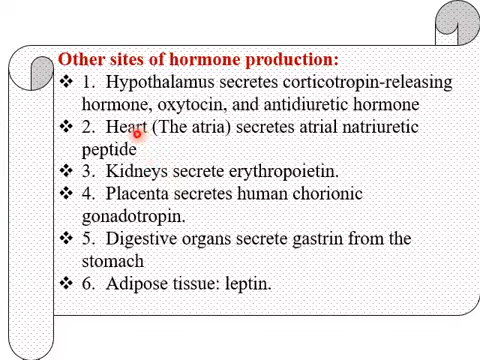 Other sites of hormone production:
❖ 1. Hypothalamus secretes corticotropin-releasing
hormone, oxytocin, and antidiuretic hormone
❖ 2. Heart (The atria) secretes atrial natriuretic
peptide
❖ 3. Kidneys secrete erythropoietin.
❖ 4. Placenta secretes human chorionic
gonadotropin.
❖ 5. Digestive organs secrete gastrin from the
stomach
❖ 6. Adipose tissue: leptin.